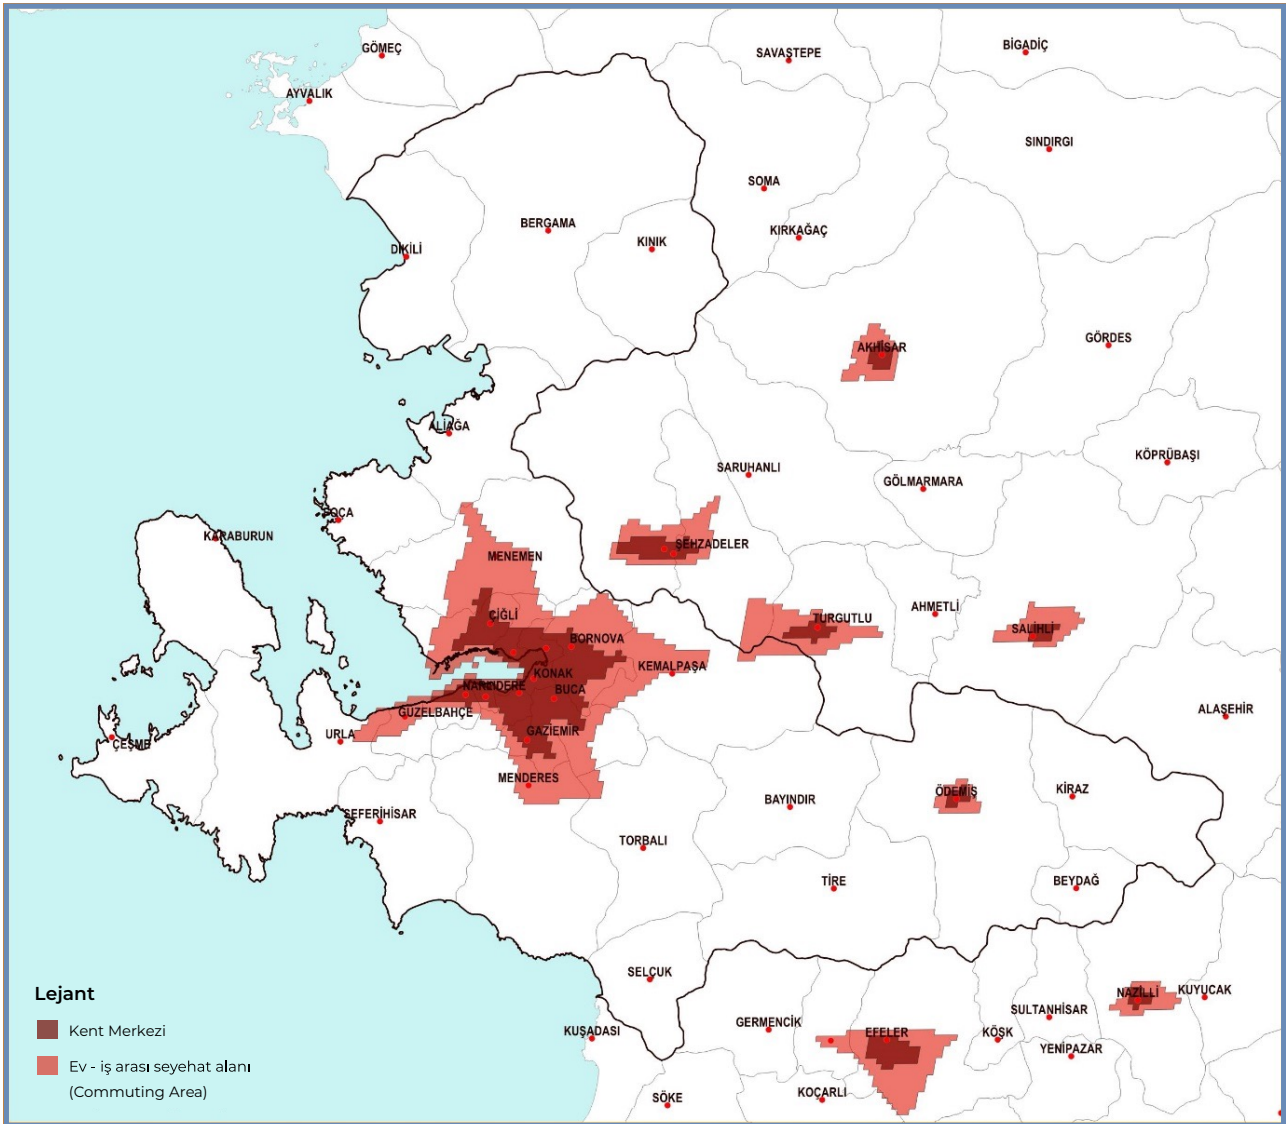 GÖMEÇ
SAVAŞTEPE
BİGADİÇ
AYVALIK
SINDIRGI
SOMA
BERGAMA
KIRKAĞAÇ
KINIK
DİKİLİ
GÖRDES
AKHİSAR
ALİAĞA
KÖPRÜBAŞI
SARUHANLI
GÖLMARMARA
FOÇA
KARABURUN
ŞEHZADELER
MENEMEN
AHMETLİ
ÇİĞLİ
TURGUTLU
SALİHLİ
BORNOVA
KEMALPAŞA
KONAK
NARLIDERE
BUCA
ALAŞEHİR
GÜZELBAHÇE
URLA
GAZİEMİR
ÇEŞME
MENDERES
KİRAZ
ÖDEMİŞ
BAYINDIR
SEFERİHİSAR
TORBALI
TİRE
BEYDAĞ
SELÇUK
Lejant
NAZİLLİ
KUYUCAK
SULTANHİSAR
GERMENCİK
Kent Merkezi
KUŞADASI
EFELER
KÖŞK
YENİPAZAR
Ev - iş arası seyehat alanı
(Commuting Area)
KOÇARLI
SÖKE